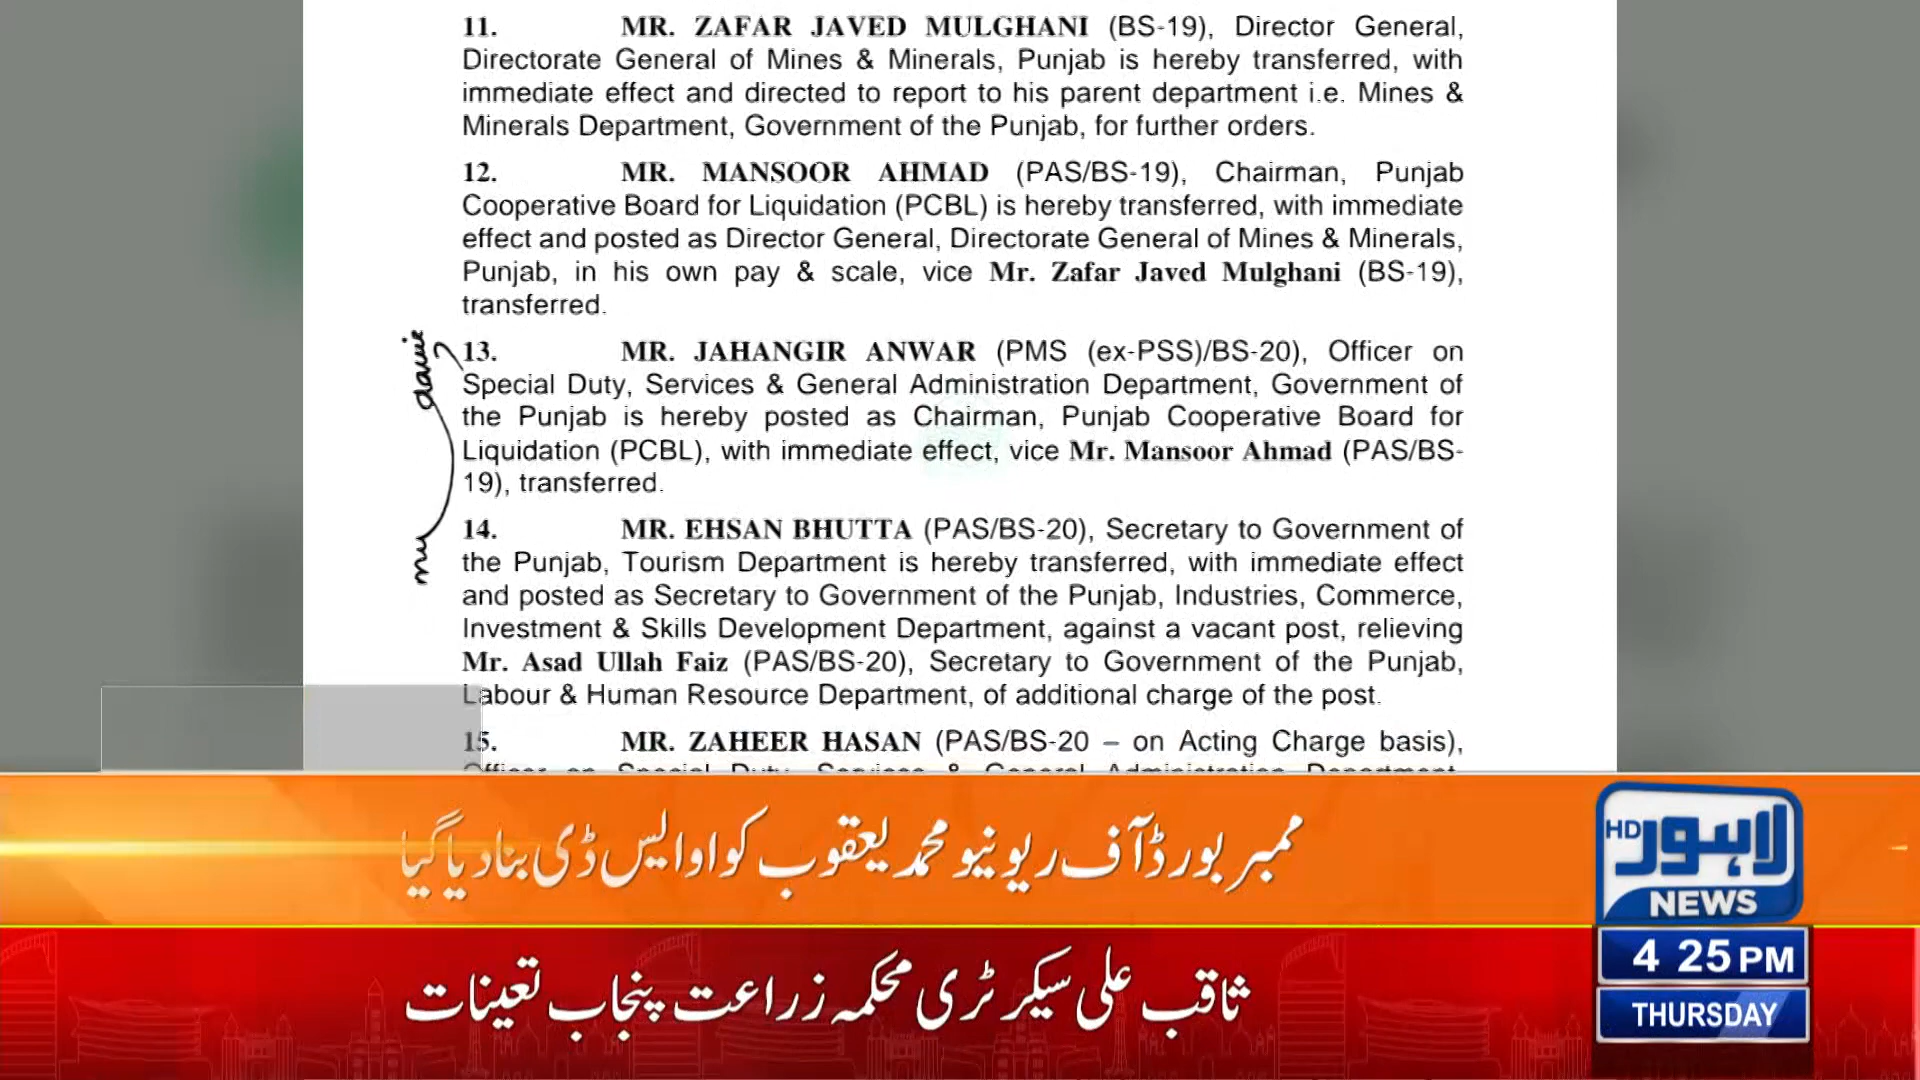 11. MR. ZAFAR JAVED MULGHANI (BS-19), Director General,
Directorate General of Mines & Minerals, Punjab is hereby transferred, with
immediate effect and directed to report to his parent department i.e. Mines &
Minerals Department, Government of the Punjab, for further orders.
12. MR. MANSOOR AHMAD (PAS/BS-19), Chairman, Punjab
Cooperative Board for Liquidation (PCBL) is hereby transferred, with immediate
effect and posted as Director General, Directorate General of Mines & Minerals,
Punjab, in his own pay & scale, vice Mr. Zafar Javed Mulghani (BS-19),
transferred.
13. MR. JAHANGIR ANWAR (PMS (ex-PSS)/BS-20), Officer on
Special Duty, Services & General Administration Department, Government of
the Punjab is hereby posted as Chairman, Punjab Cooperative Board for
Liquidation (PCBL), with immediate effect, vice Mr. Mansoor Ahmad (PAS/BS-
19), transferred.
14. MR. EHSAN BHUTTA (PAS/BS-20), Secretary to Government of
the Punjab, Tourism Department is hereby transferred, with immediate effect
and posted as Secretary to Government of the Punjab, Industries, Commerce,
Investment & Skills Development Department, against a vacant post, relieving
Mr. Asad Ullah Faiz (PAS/BS-20), Secretary to Government of the Punjab,
Labour & Human Resource Department, of additional charge of the post.
15. MR. ZAHEER HASAN (PAS/BS-20 – on Acting Charge basis),
Officer on Special Duty, Services & General Administration Department,
ممبر بورڈ آف ریونیو محمد یعقوب کو او ایس ڈی بنا دیا گیا
ثاقب علی سیکرٹری محکمہ زراعت پنجاب تعینات
HD لاہور
NEWS
4 25 PM
THURSDAY